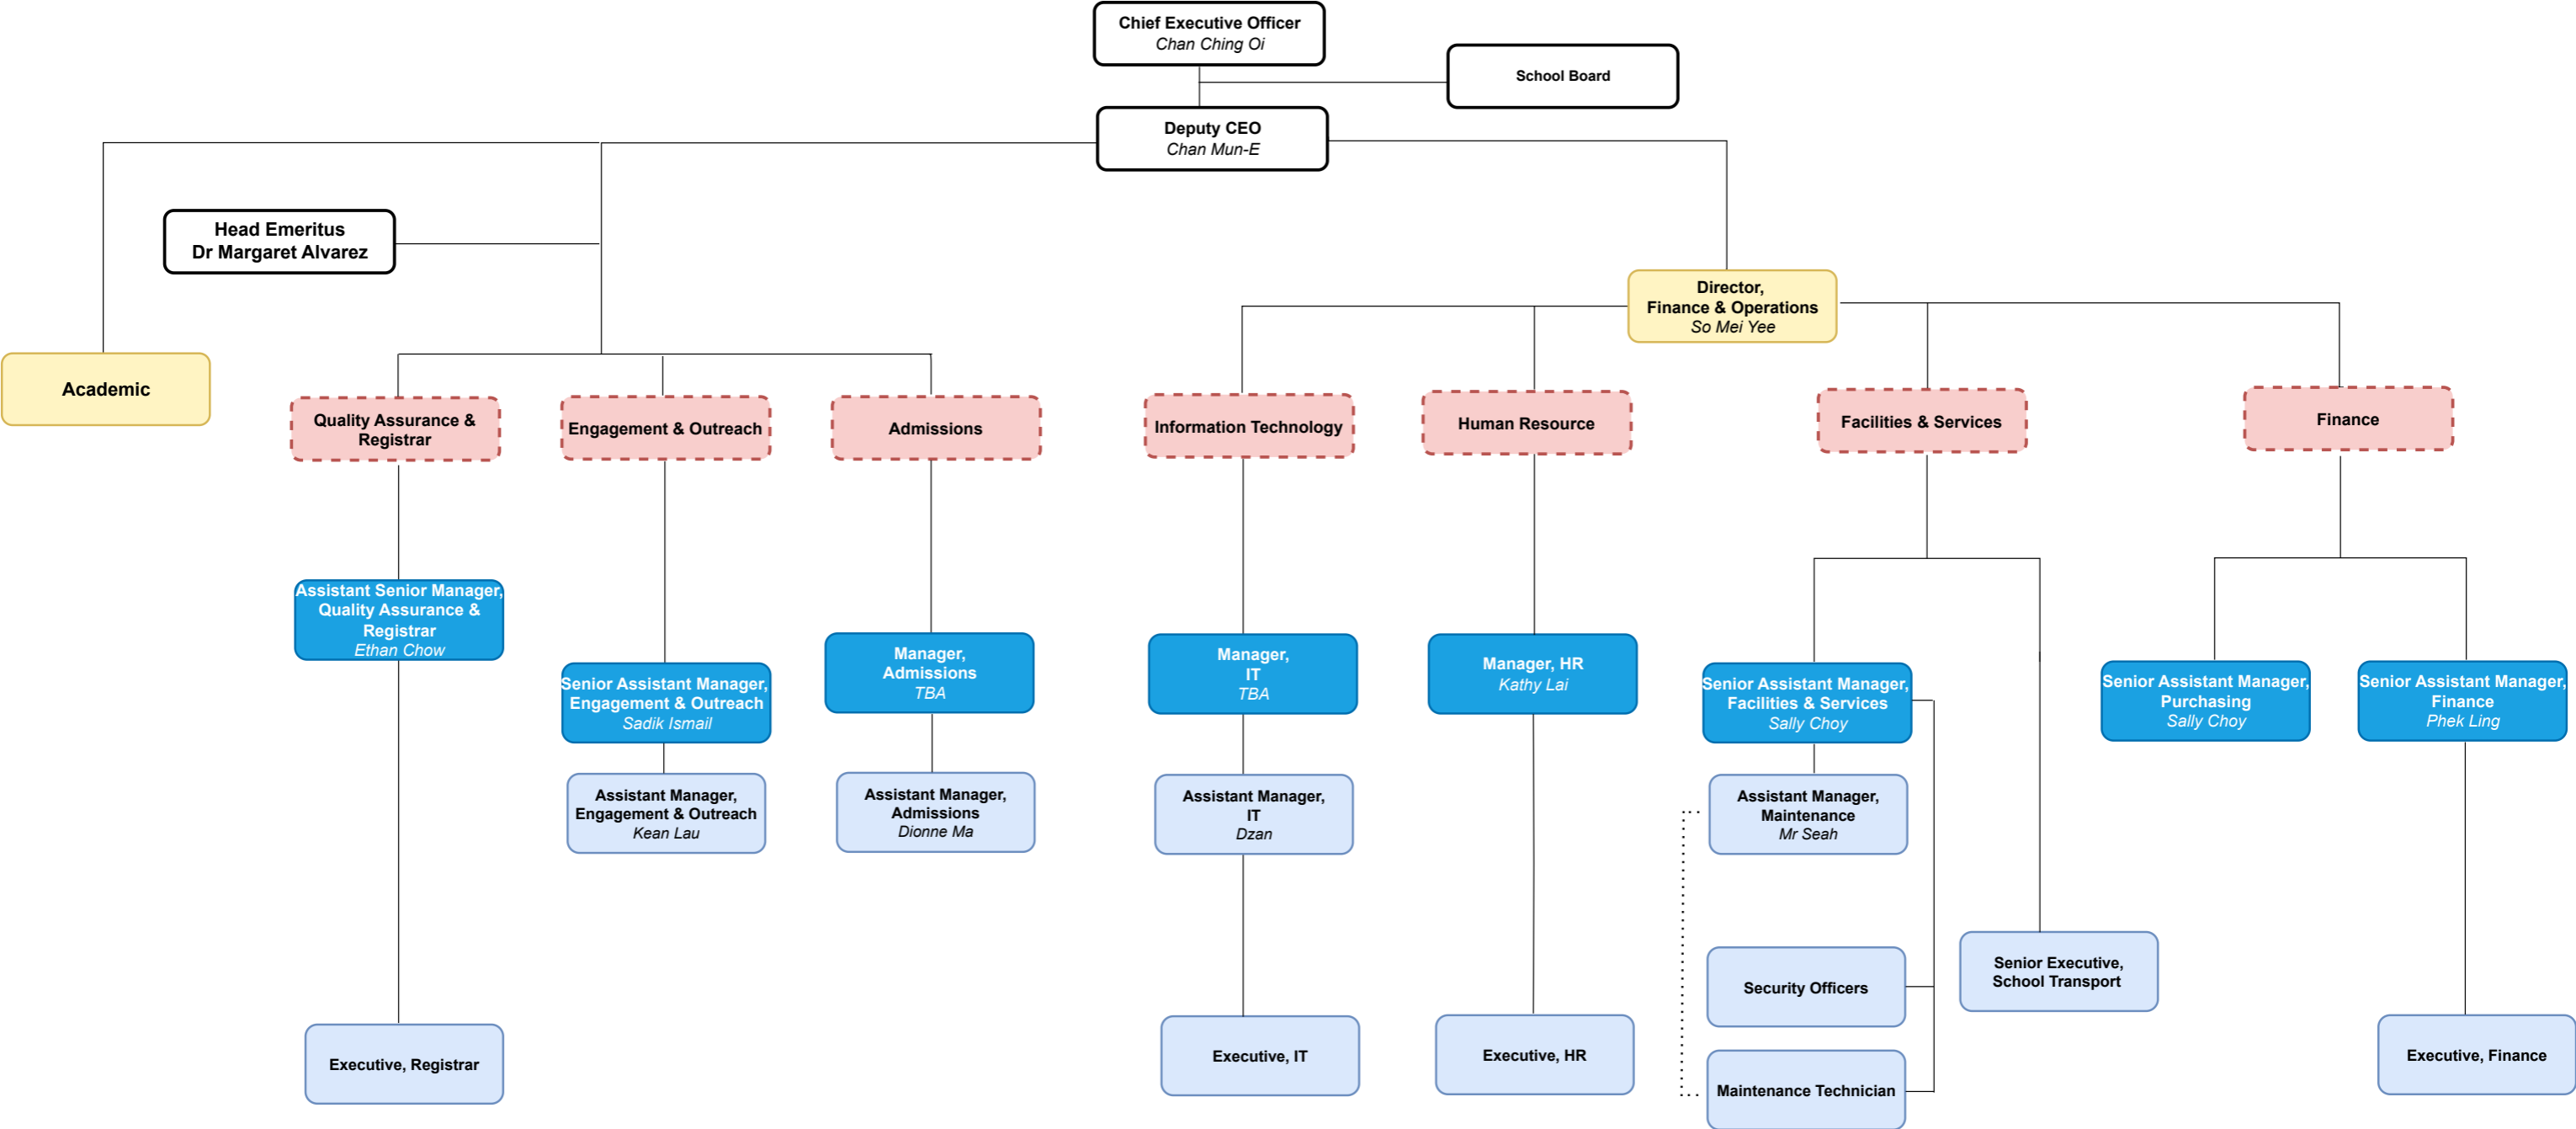 Chief Executive Officer
Chan Ching Oi
School Board
Deputy CEO
Chan Mun-E
Head Emeritus
Dr Margaret Alvarez
Director,
Finance & Operations
So Mei Yee
Academic
Quality Assurance &
Registrar
Engagement & Outreach
Admissions
Information Technology
Human Resource
Facilities & Services
Finance
Assistant Senior Manager,
Quality Assurance &
Registrar
Ethan Chow
Senior Assistant Manager,
Engagement & Outreach
Sadik Ismail
Manager,
Admissions
TBA
Manager,
IT
TBA
Manager, HR
Kathy Lai
Senior Assistant Manager,
Facilities & Services
Sally Choy
Senior Assistant Manager,
Purchasing
Sally Choy
Senior Assistant Manager,
Finance
Phek Ling
Assistant Manager,
Engagement & Outreach
Kean Lau
Assistant Manager,
Admissions
Dionne Ma
Assistant Manager,
IT
Dzan
Assistant Manager,
Maintenance
Mr Seah
Security Officers
Senior Executive,
School Transport
Executive, Registrar
Executive, IT
Executive, HR
Maintenance Technician
Executive, Finance